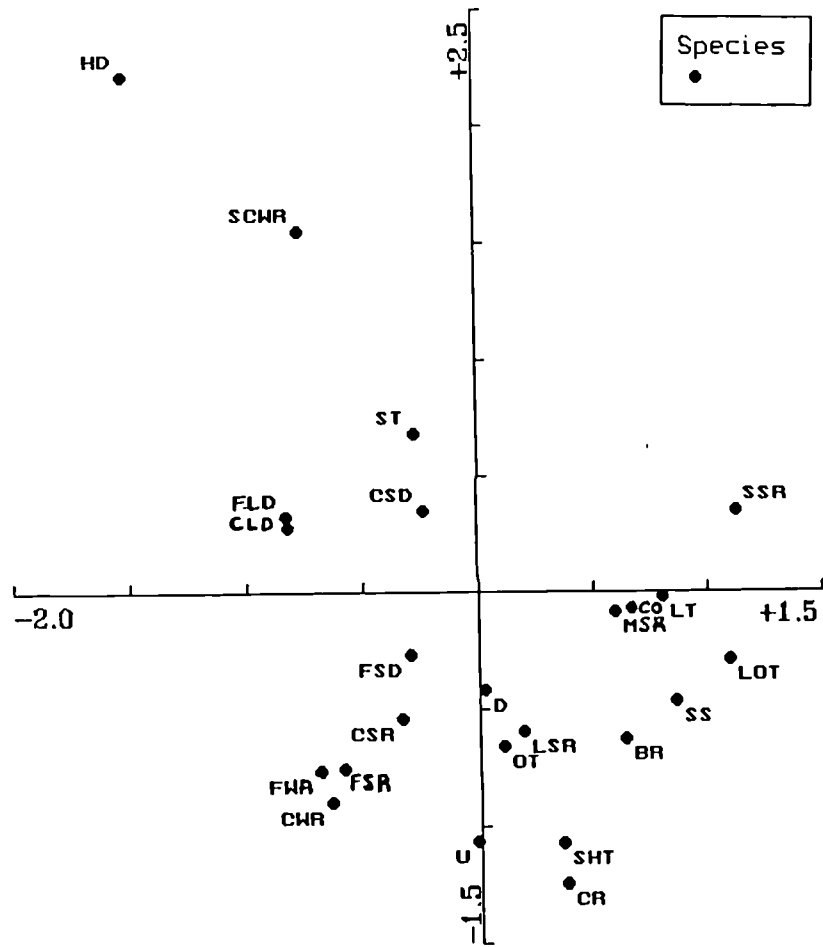 +2.5
Species
HD
SCWR
ST
FLD
CLD
CSD
SSR
-2.0
+1.5
CO LT
MSR
LOT
FSD
D
SS
CSR
LSR
BR
OT
FWR
FSR
CWR
U
SHT
CR
-1.5